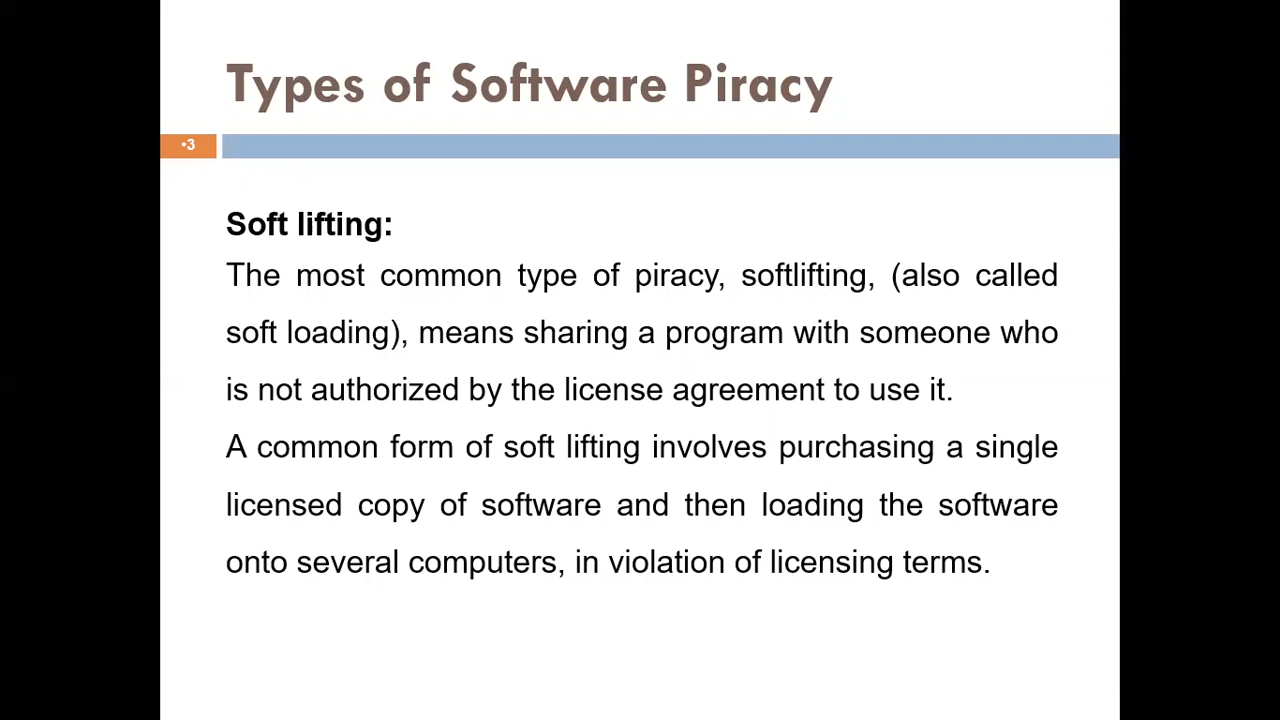 Types of Software Piracy
•3
Soft lifting:
The most common type of piracy, softlifting, (also called
soft loading), means sharing a program with someone who
is not authorized by the license agreement to use it.
A common form of soft lifting involves purchasing a single
licensed copy of software and then loading the software
onto several computers, in violation of licensing terms.